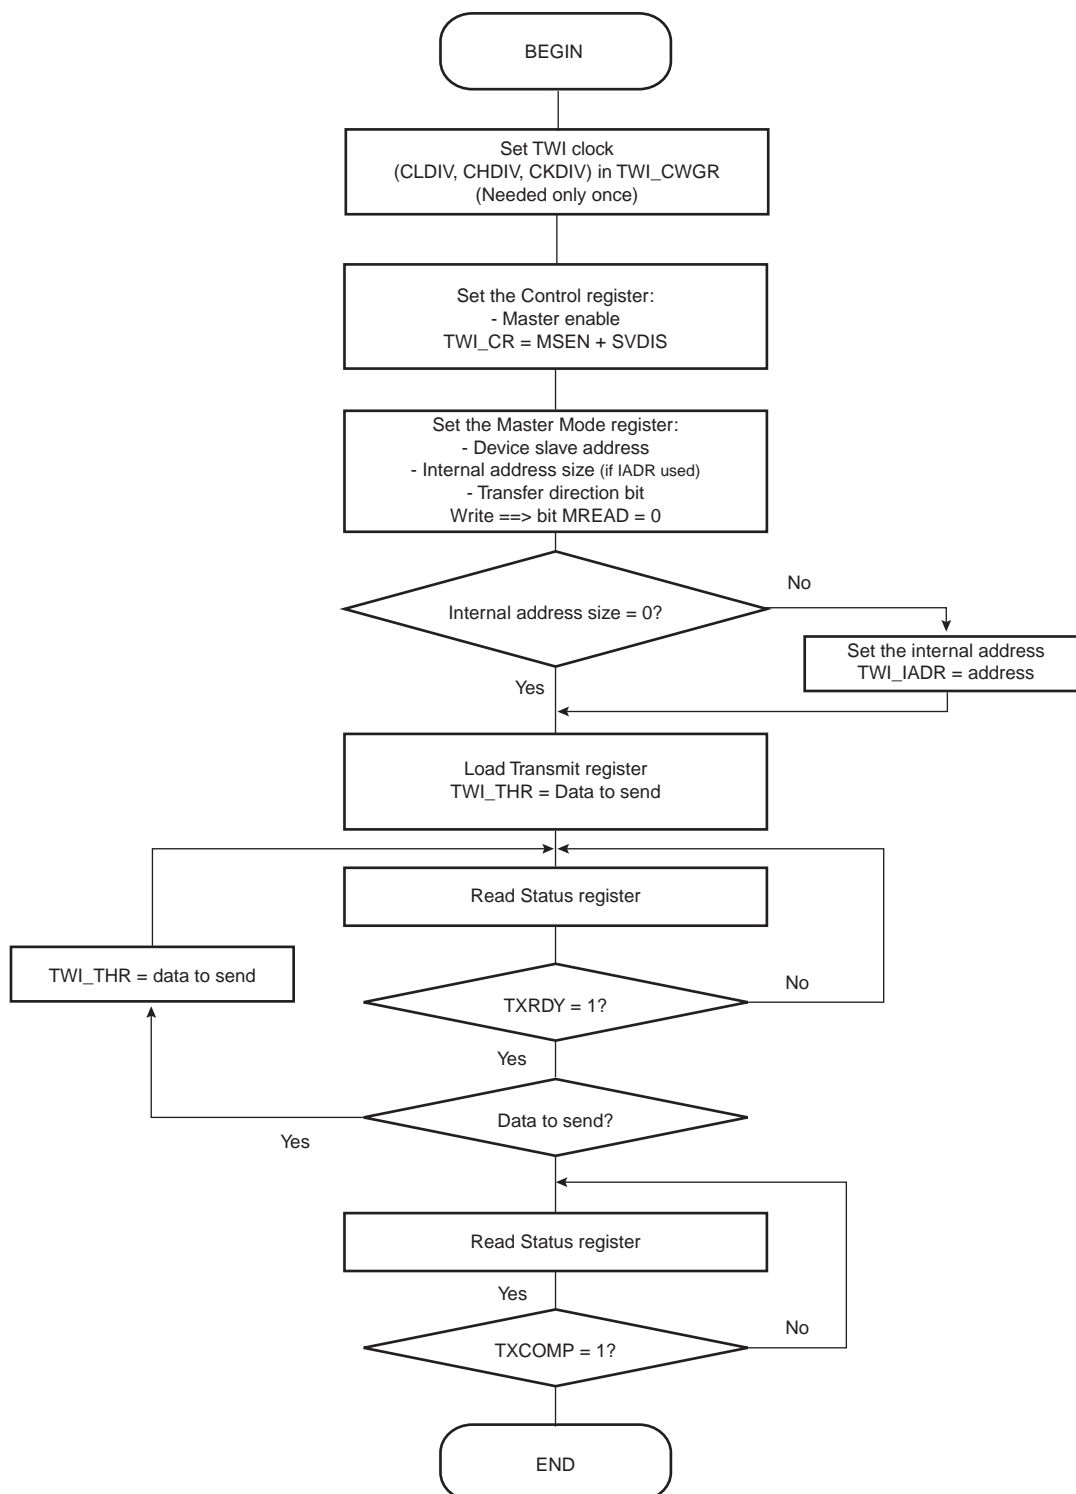 BEGIN
Set TWI clock
(CLDIV, CHDIV, CKDIV) in TWI_CWGR
(Needed only once)
Set the Control register:
- Master enable
TWI_CR = MSEN + SVDIS
Set the Master Mode register:
- Device slave address
- Internal address size (if IADR used)
- Transfer direction bit
Write ==> bit MREAD = 0
Internal address size = 0?
No
Set the internal address
TWI_IADR = address
Yes
Load Transmit register
TWI_THR = Data to send
Read Status register
TWI_THR = data to send
TXRDY = 1?
No
Yes
Data to send?
Yes
Read Status register
Yes
TXCOMP = 1?
No
END